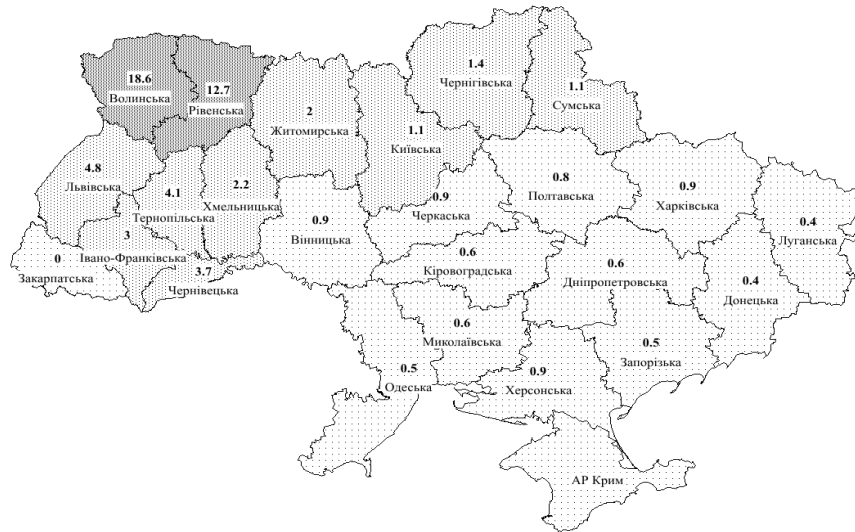 18.6
Волинська
12.7
Рівенська
2
Житомирська
1.4
Чернігівська
1.1
Сумська
1.1
Київська
4.8
Львівська
4.1
Тернопільська
2.2
Хмельницька
0.9
Вінницька
0.9
Черкаська
0.8
Полтавська
0.9
Харківська
0.4
Луганська
0
Закарпатська
3
Івано-Франківська
3.7
Чернівецька
0.6
Кіровоградська
0.6
Дніпропетровська
0.4
Донецька
0.6
Миколаївська
0.5
Запорізька
0.5
Одеська
0.9
Херсонська
АР Крим